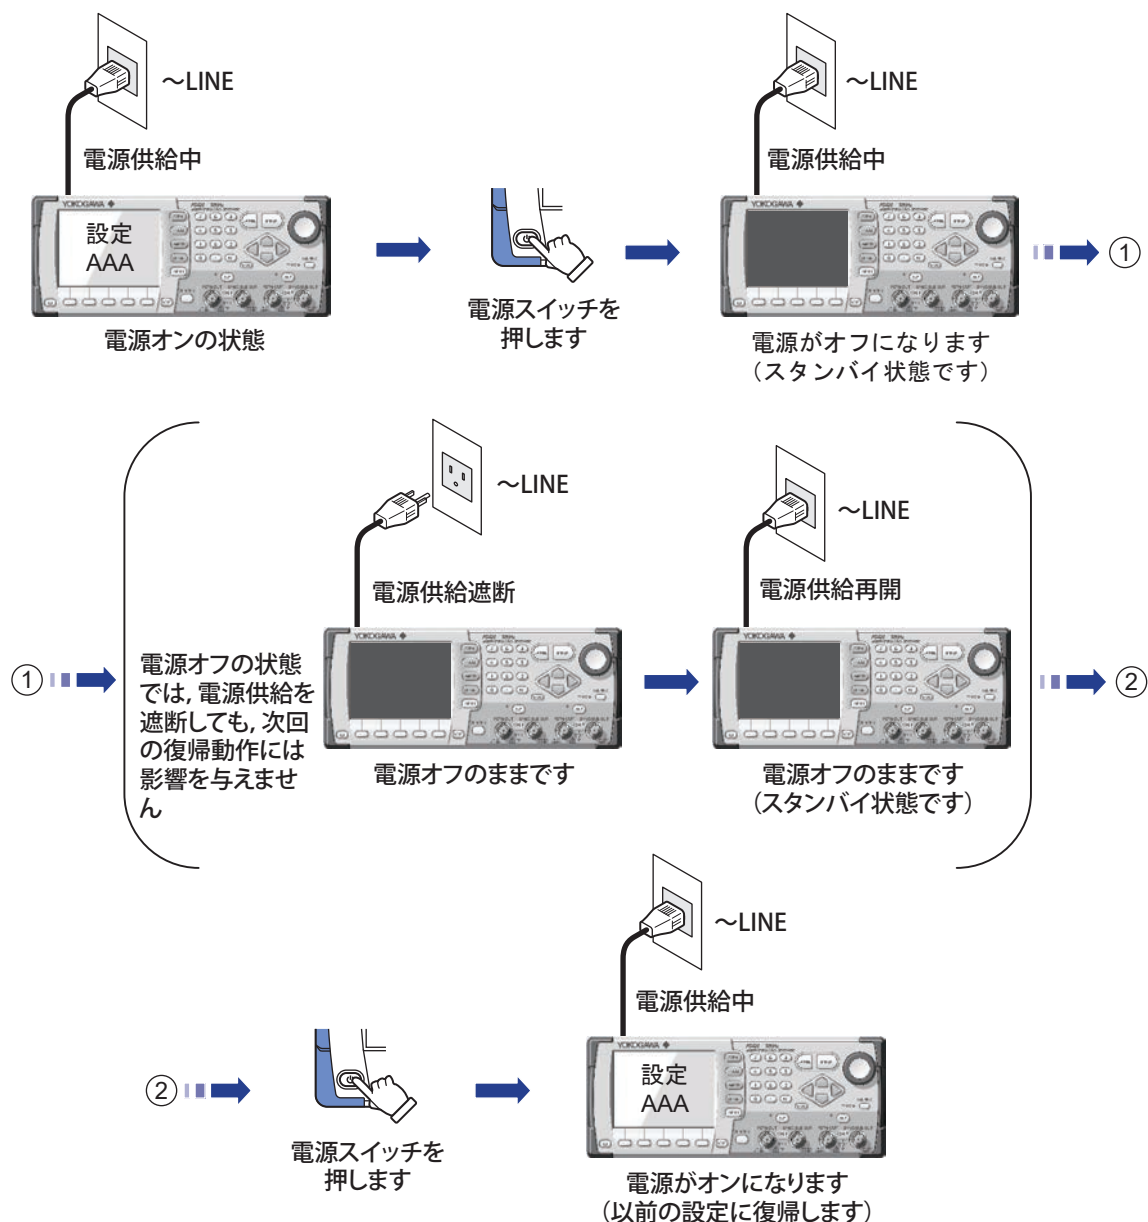 ～LINE
電源供給中
YOKOGAWA
設定
AAA
電源オンの状態
電源スイッチを
押します
～LINE
電源供給中
YOKOGAWA
電源がオフになります
（スタンバイ状態です）
①
①
電源オフの状態
では, 電源供給を
遮断しても, 次回
の復帰動作には
影響を与えませ
ん
～LINE
電源供給遮断
YOKOGAWA
電源オフのままです
～LINE
電源供給再開
YOKOGAWA
電源オフのままです
（スタンバイ状態です）
②
②
電源スイッチを
押します
～LINE
電源供給中
YOKOGAWA
設定
AAA
電源がオンになります
（以前の設定に復帰します）